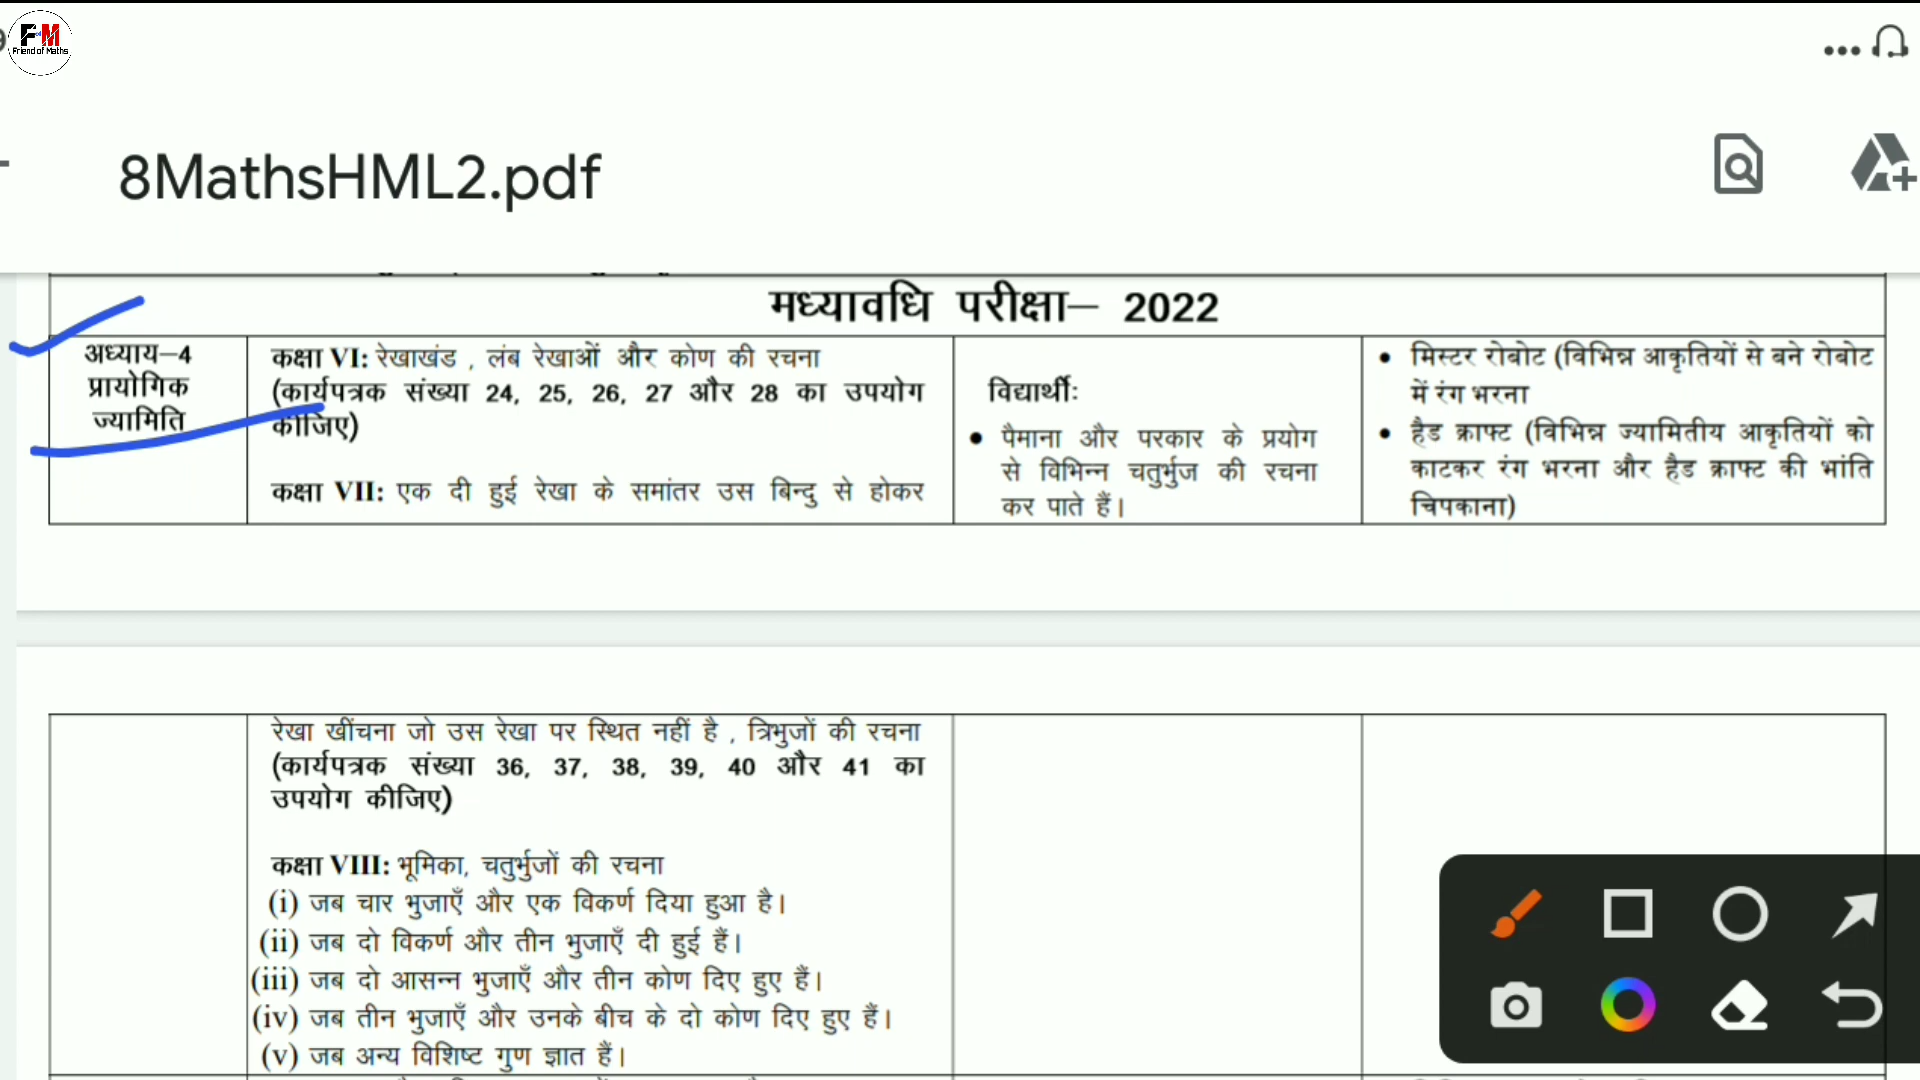 FM
Friend of Maths
8MathsHML2.pdf
मध्यावधि परीक्षा– 2022
अध्याय–4
प्रायोगिक
ज्यामिति
कक्षा VI: रेखाखंड , लंब रेखाओं और कोण की रचना
(कार्यपत्रक संख्या 24, 25, 26, 27 और 28 का उपयोग
कीजिए)
कक्षा VII: एक दी हुई रेखा के समांतर उस बिन्दु से होकर
विद्यार्थीः
• पैमाना और परकार के प्रयोग
से विभिन्न चतुर्भुज की रचना
कर पाते हैं।
• मिस्टर रोबोट (विभिन्न आकृतियों से बने रोबोट
में रंग भरना
• हैड क्राफ्ट (विभिन्न ज्यामितीय आकृतियों को
काटकर रंग भरना और हैड क्राफ्ट की भांति
चिपकाना)
रेखा खींचना जो उस रेखा पर स्थित नहीं है , त्रिभुजों की रचना
(कार्यपत्रक संख्या 36, 37, 38, 39, 40 और 41 का
उपयोग कीजिए)
कक्षा VIII: भूमिका, चतुर्भुजों की रचना
(i) जब चार भुजाएँ और एक विकर्ण दिया हुआ है।
(ii) जब दो विकर्ण और तीन भुजाएँ दी हुई हैं।
(iii) जब दो आसन्न भुजाएँ और तीन कोण दिए हुए हैं।
(iv) जब तीन भुजाएँ और उनके बीच के दो कोण दिए हुए हैं।
(v) जब अन्य विशिष्ट गुण ज्ञात हैं।